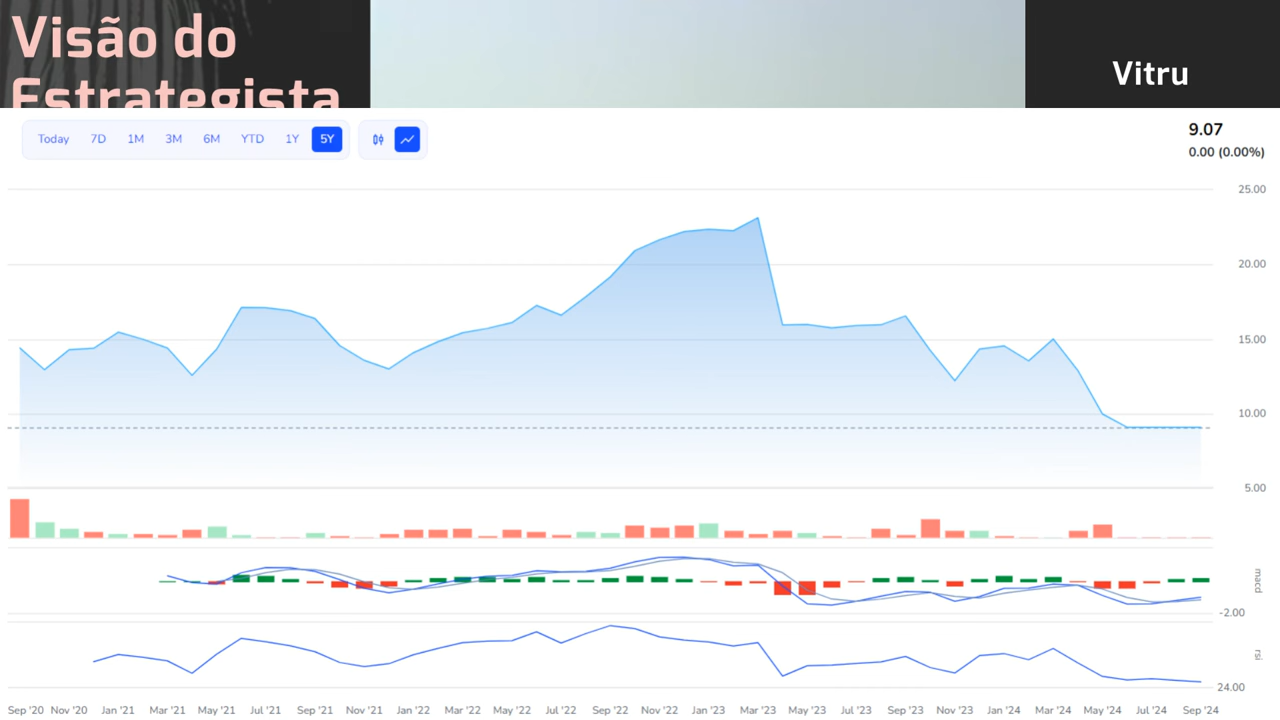 Visão do
Estrategista
Vitru
Today 7D 1M 3M 6M YTD 1Y 5Y
9.07
0.00 (0.00%)
25.00
20.00
15.00
10.00
5.00
macd
-2.00
rsi
24.00
Sep '20 Nov '20 Jan '21 Mar '21 May '21 Jul '21 Sep '21 Nov '21 Jan '22 Mar '22 May '22 Jul '22 Sep '22 Nov '22 Jan '23 Mar '23 May '23 Jul '23 Sep '23 Nov '23 Jan '24 Mar '24 May '24 Jul '24 Sep '24